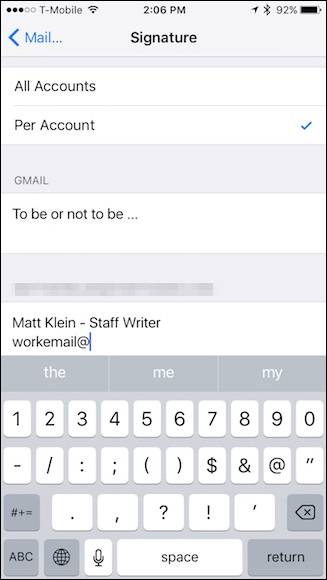 T-Mobile 2:06 PM 92%
Mail... Signature
All Accounts
Per Account
GMAIL
To be or not to be ...
Matt Klein - Staff Writer
workemail@
the me my
1 2 3 4 5 6 7 8 9 0
- / : ; ( ) $ & @ "
#+= . , ? ! '
ABC space return